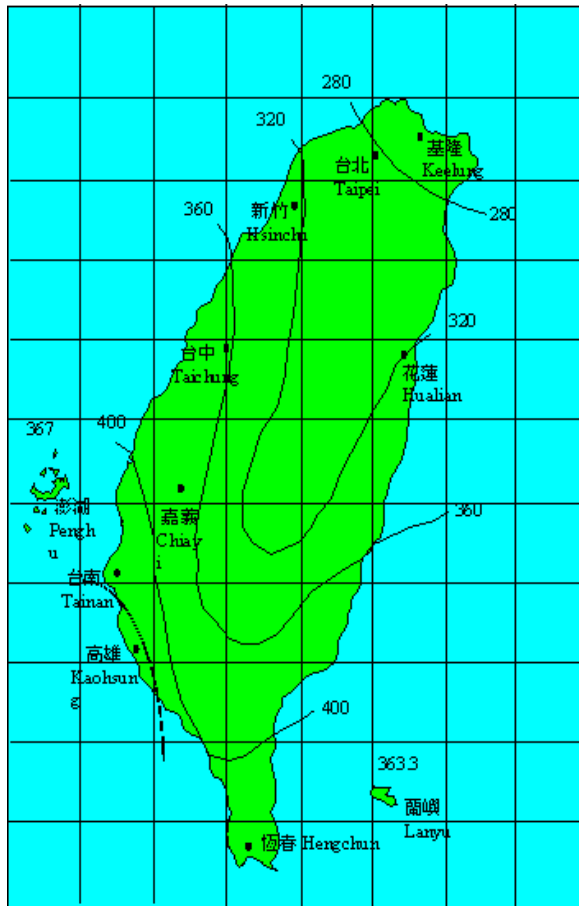 280
320
基隆
Keelung
台北
Taipei
360
新竹
Hsinchu
280
320
台中
Taichung
花蓮
Hualian
400
367
澎湖
Pengh
u
嘉義
Chiay
i
360
台南
Tainan
高雄
Kaohsung
g
400
363.3
蘭嶼
Lanyu
恆春 Hengchun